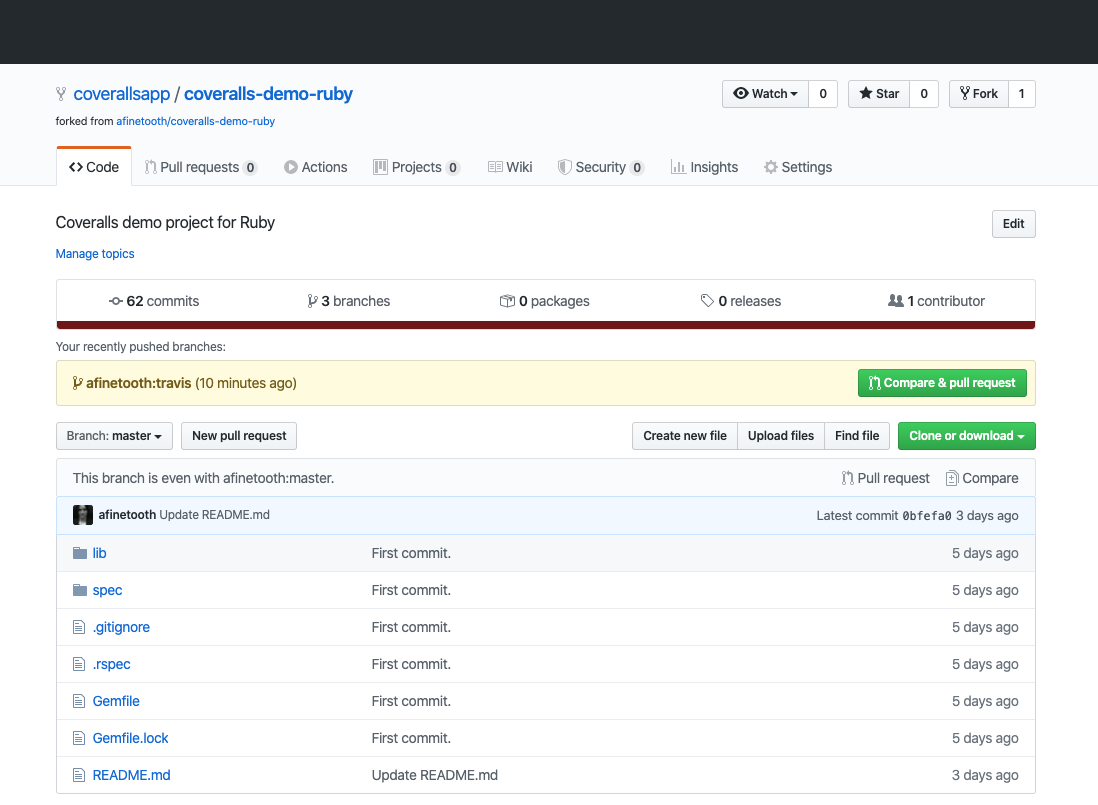 coverallsapp / coveralls-demo-ruby
Watch 0 Star 0 Fork 1
forked from afinetooth/coveralls-demo-ruby
Code Pull requests 0 Actions Projects 0 Wiki Security 0 Insights Settings
Coveralls demo project for Ruby
Edit
Manage topics
62 commits 3 branches 0 packages 0 releases 1 contributor
Your recently pushed branches:
afinetooth:travis (10 minutes ago) Compare & pull request
Branch: master New pull request Create new file Upload files Find file Clone or download
This branch is even with afinetooth:master. Pull request Compare
afinetooth Update README.md Latest commit 0bfefa0 3 days ago
lib First commit. 5 days ago
spec First commit. 5 days ago
.gitignore First commit. 5 days ago
.rspec First commit. 5 days ago
Gemfile First commit. 5 days ago
Gemfile.lock First commit. 5 days ago
README.md Update README.md 3 days ago